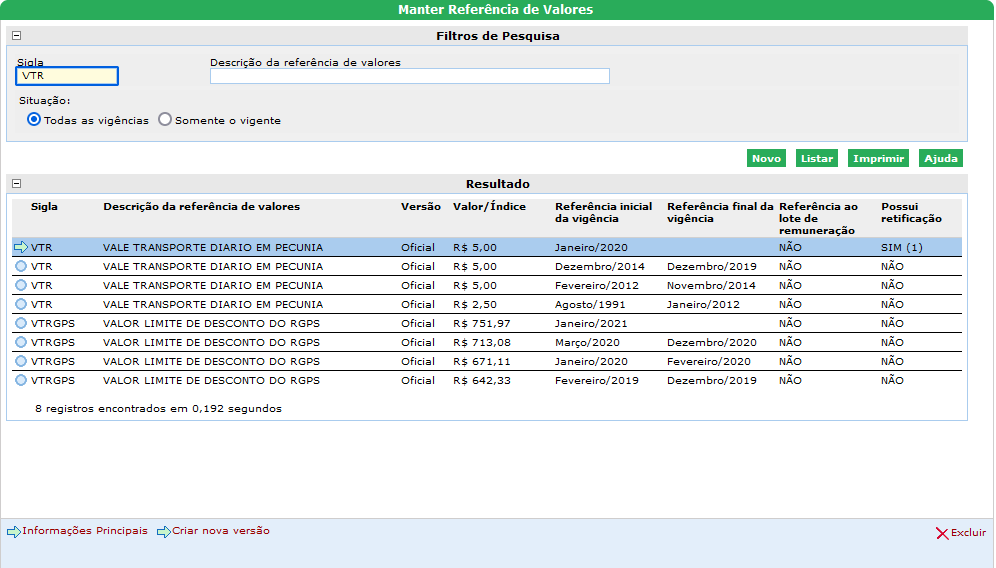 Manter Referência de Valores
Filtros de Pesquisa
Sigla Descrição da referência de valores
VTR
Situação:
Todas as vigências Somente o vigente
Novo Listar Imprimir Ajuda
Resultado
Sigla Descrição da referência de valores Versão Valor/Índice Referência inicial da vigência Referência final da vigência Referência ao lote de remuneração Possui retificação
VTR VALE TRANSPORTE DIARIO EM PECUNIA Oficial R$ 5,00 Janeiro/2020 NÃO SIM (1)
VTR VALE TRANSPORTE DIARIO EM PECUNIA Oficial R$ 5,00 Dezembro/2014 Dezembro/2019 NÃO NÃO
VTR VALE TRANSPORTE DIARIO EM PECUNIA Oficial R$ 5,00 Fevereiro/2012 Novembro/2014 NÃO NÃO
VTR VALE TRANSPORTE DIARIO EM PECUNIA Oficial R$ 2,50 Agosto/1991 Janeiro/2012 NÃO NÃO
VTRGPS VALOR LIMITE DE DESCONTO DO RGPS Oficial R$ 751,97 Janeiro/2021 NÃO NÃO
VTRGPS VALOR LIMITE DE DESCONTO DO RGPS Oficial R$ 713,08 Março/2020 Dezembro/2020 NÃO NÃO
VTRGPS VALOR LIMITE DE DESCONTO DO RGPS Oficial R$ 671,11 Janeiro/2020 Fevereiro/2020 NÃO NÃO
VTRGPS VALOR LIMITE DE DESCONTO DO RGPS Oficial R$ 642,33 Fevereiro/2019 Dezembro/2019 NÃO NÃO
8 registros encontrados em 0,192 segundos
Informações Principais Criar nova versão Excluir